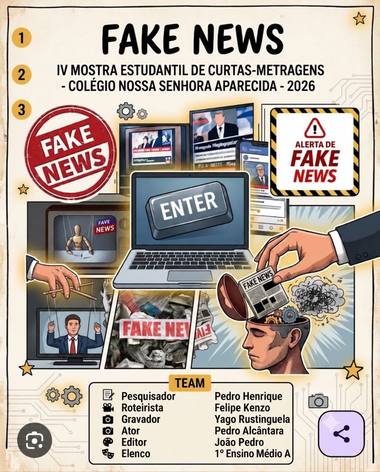 1
FAKE NEWS
2
IV MOSTRA ESTUDANTIL DE CURTAS-METRAGENS
- COLÉGIO NOSSA SENHORA APARECIDA - 2026
3
FAKE
NEWS
ALERTA DE
FAKE
NEWS
ENTER
FAVE
NEWS
FAKE NEWS
FAKE NEW
TEAM
Pesquisador Pedro Henrique
Roteirista Felipe Kenzo
Gravador Yago Rustinguela
Ator Pedro Alcântara
Editor João Pedro
Elenco 1º Ensino Médio A